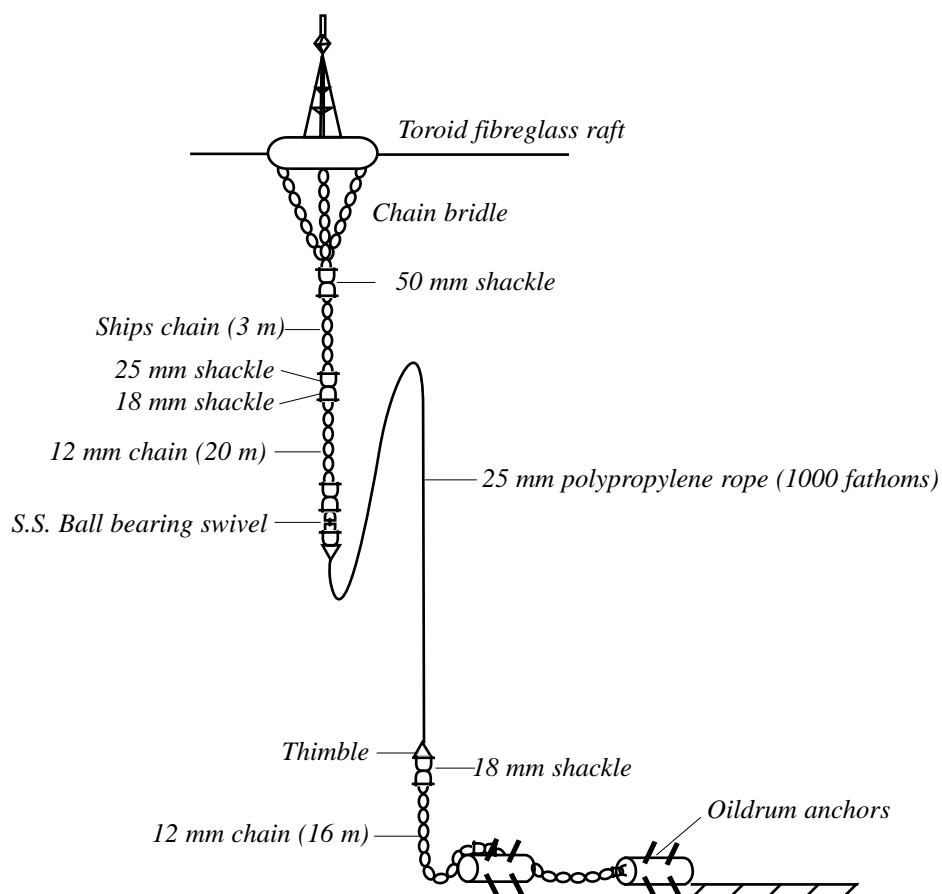 Toroid fibreglass raft
Chain bridle
50 mm shackle
Ships chain (3 m)
25 mm shackle
18 mm shackle
12 mm chain (20 m)
25 mm polypropylene rope (1000 fathoms)
S.S. Ball bearing swivel
Thimble
18 mm shackle
Oildrum anchors
12 mm chain (16 m)